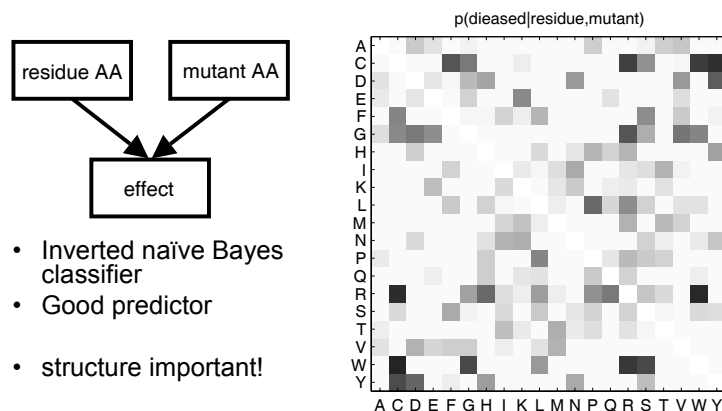 residue AA
mutant AA
effect
• Inverted naïve Bayes
classifier
• Good predictor
• structure important!
p(dieased|residue,mutant)
A
C
D
E
F
G
H
I
K
L
M
N
P
Q
R
S
T
V
W
Y
A C D E F G H I K L M N P Q R S T V W Y